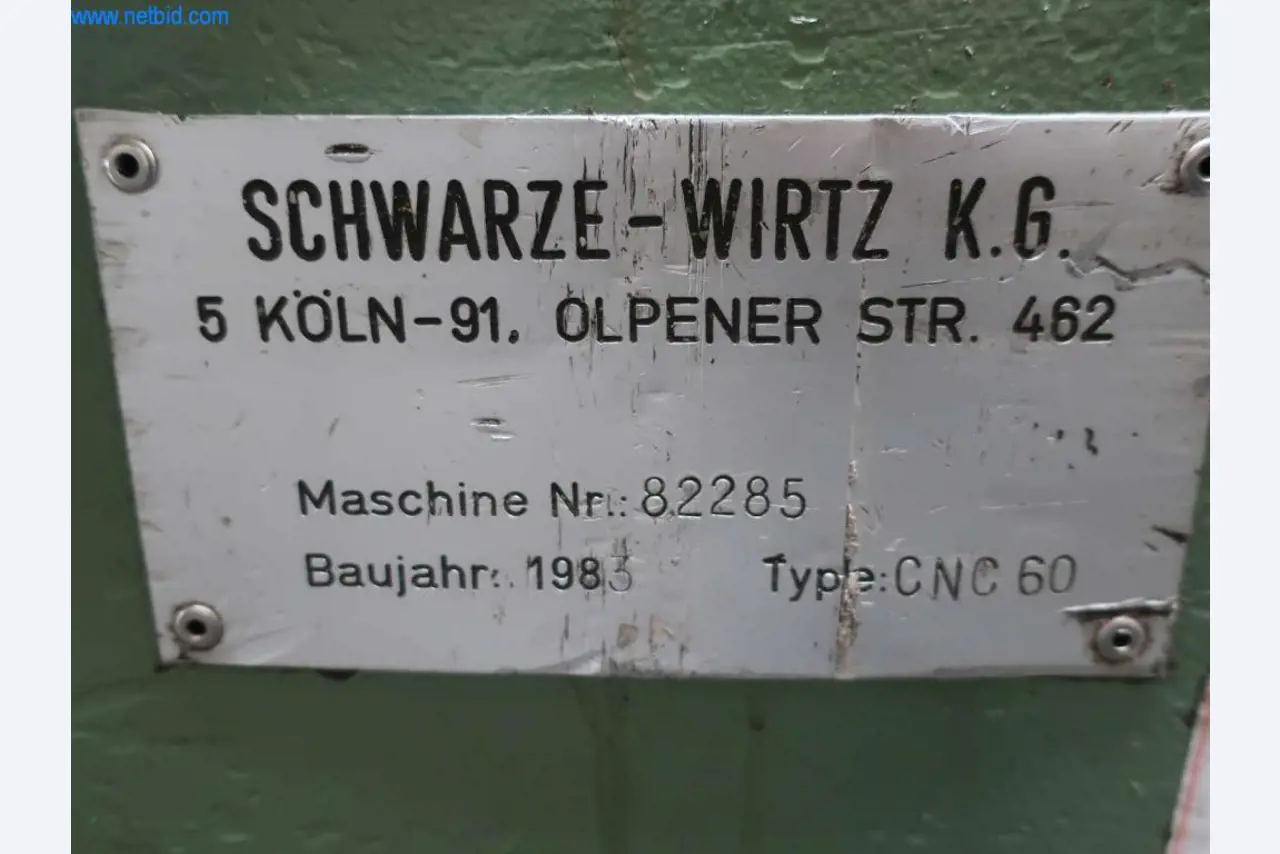 www.netbid.com
SCHWARZE-WIRTZ K.G.
5 KÖLN-91, OLPENER STR. 462
Maschine Nr.: 82285
Baujahr: 1983 Type: CNC 60